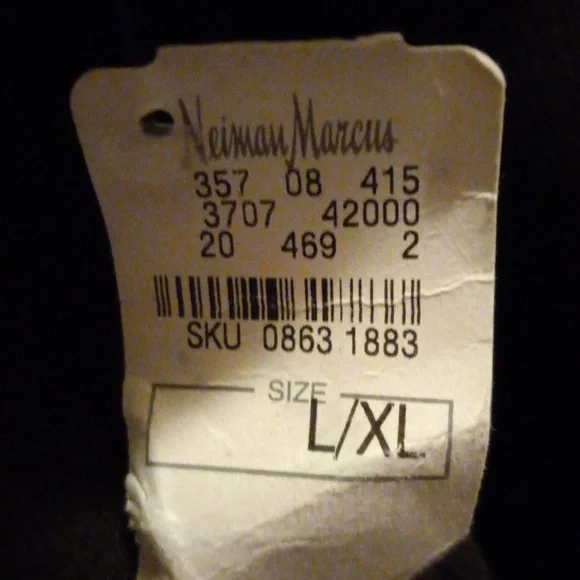 Neiman Marcus
357 08 415
3707 42000
20 469 2
SKU 0863 1883
SIZE
L/XL